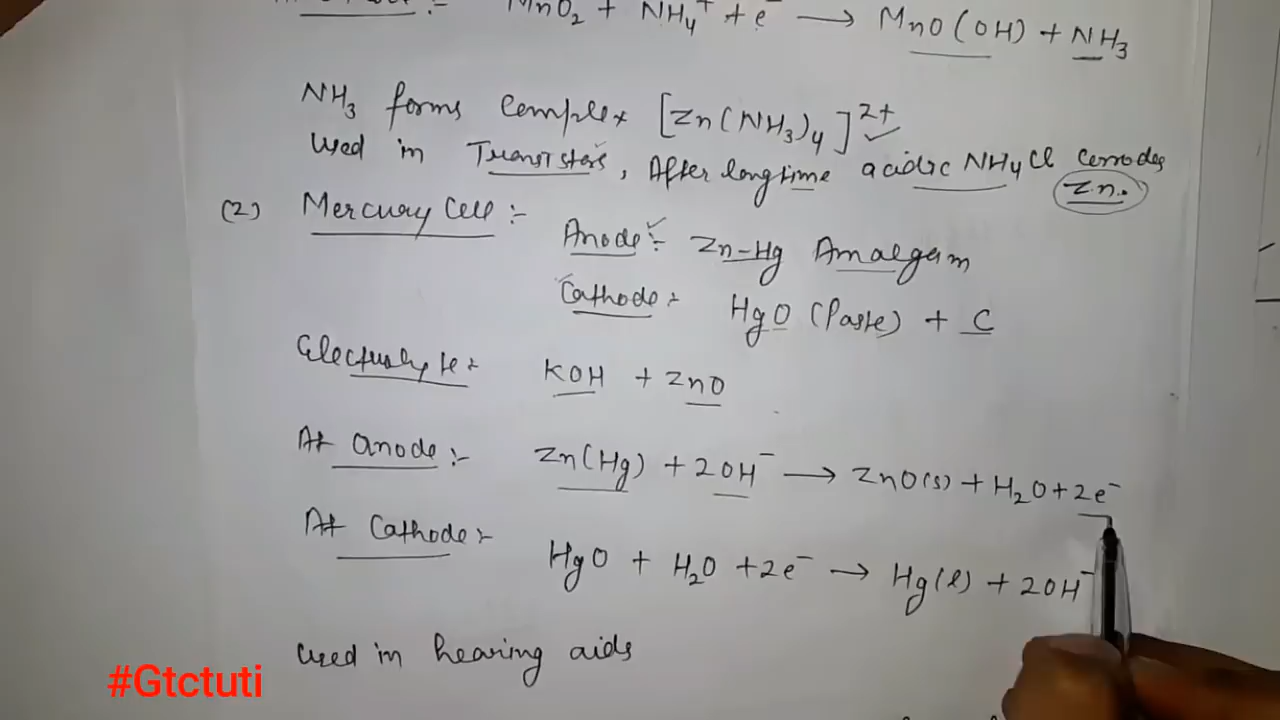 MnO₂ + NH₄⁺ + e⁻ → MnO(OH) + NH₃
NH₃ forms Complex [Zn(NH₃)₄]²⁺
Used in Transistors, After longtime acidic NH₄Cl corrodes
Zn.
(2) Mercury Cell :-
Anode :- Zn-Hg Amalgam
Cathode :- HgO (Paste) + C
Electrolyte :- KOH + ZnO
At anode :- Zn(Hg) + 2OH⁻ → ZnO(s) + H₂O + 2e⁻
At Cathode :- HgO + H₂O + 2e⁻ → Hg(l) + 2OH⁻
Used in hearing aids
#Gtctuti